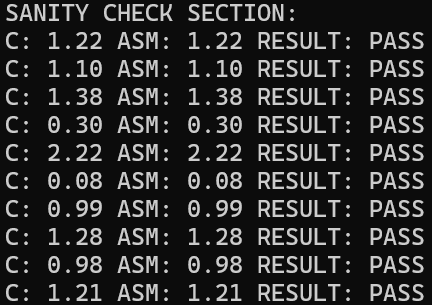 SANITY CHECK SECTION:
C: 1.22 ASM: 1.22 RESULT: PASS
C: 1.10 ASM: 1.10 RESULT: PASS
C: 1.38 ASM: 1.38 RESULT: PASS
C: 0.30 ASM: 0.30 RESULT: PASS
C: 2.22 ASM: 2.22 RESULT: PASS
C: 0.08 ASM: 0.08 RESULT: PASS
C: 0.99 ASM: 0.99 RESULT: PASS
C: 1.28 ASM: 1.28 RESULT: PASS
C: 0.98 ASM: 0.98 RESULT: PASS
C: 1.21 ASM: 1.21 RESULT: PASS